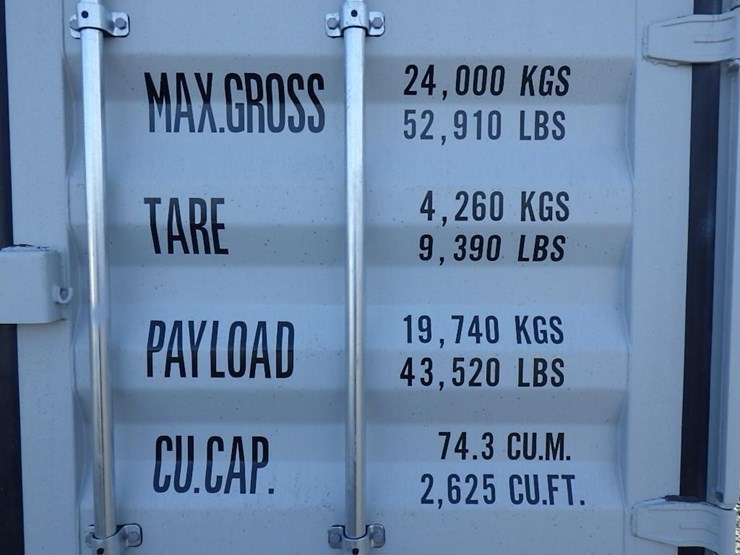 MAX.GROSS 24,000 KGS
52,910 LBS
TARE 4,260 KGS
9,390 LBS
PAYLOAD 19,740 KGS
43,520 LBS
CU.CAP. 74.3 CU.M.
2,625 CU.FT.